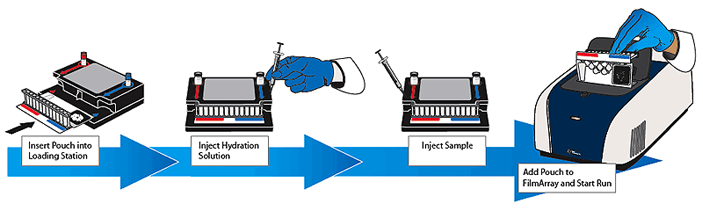 Insert Pouch into
Loading Station
Inject Hydration
Solution
Inject Sample
Add Pouch to
FilmArray and Start Run